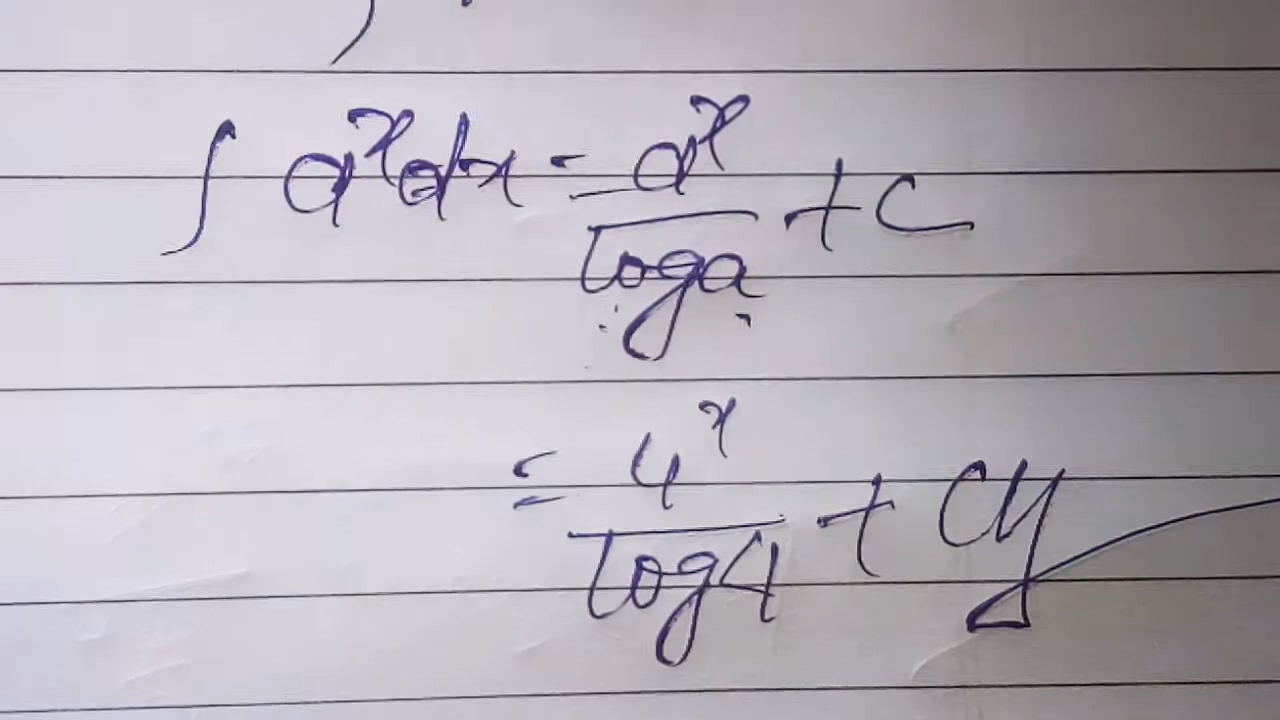 ∫ a^x dx = a^x / log a + c
= 4^x / log 4 + c